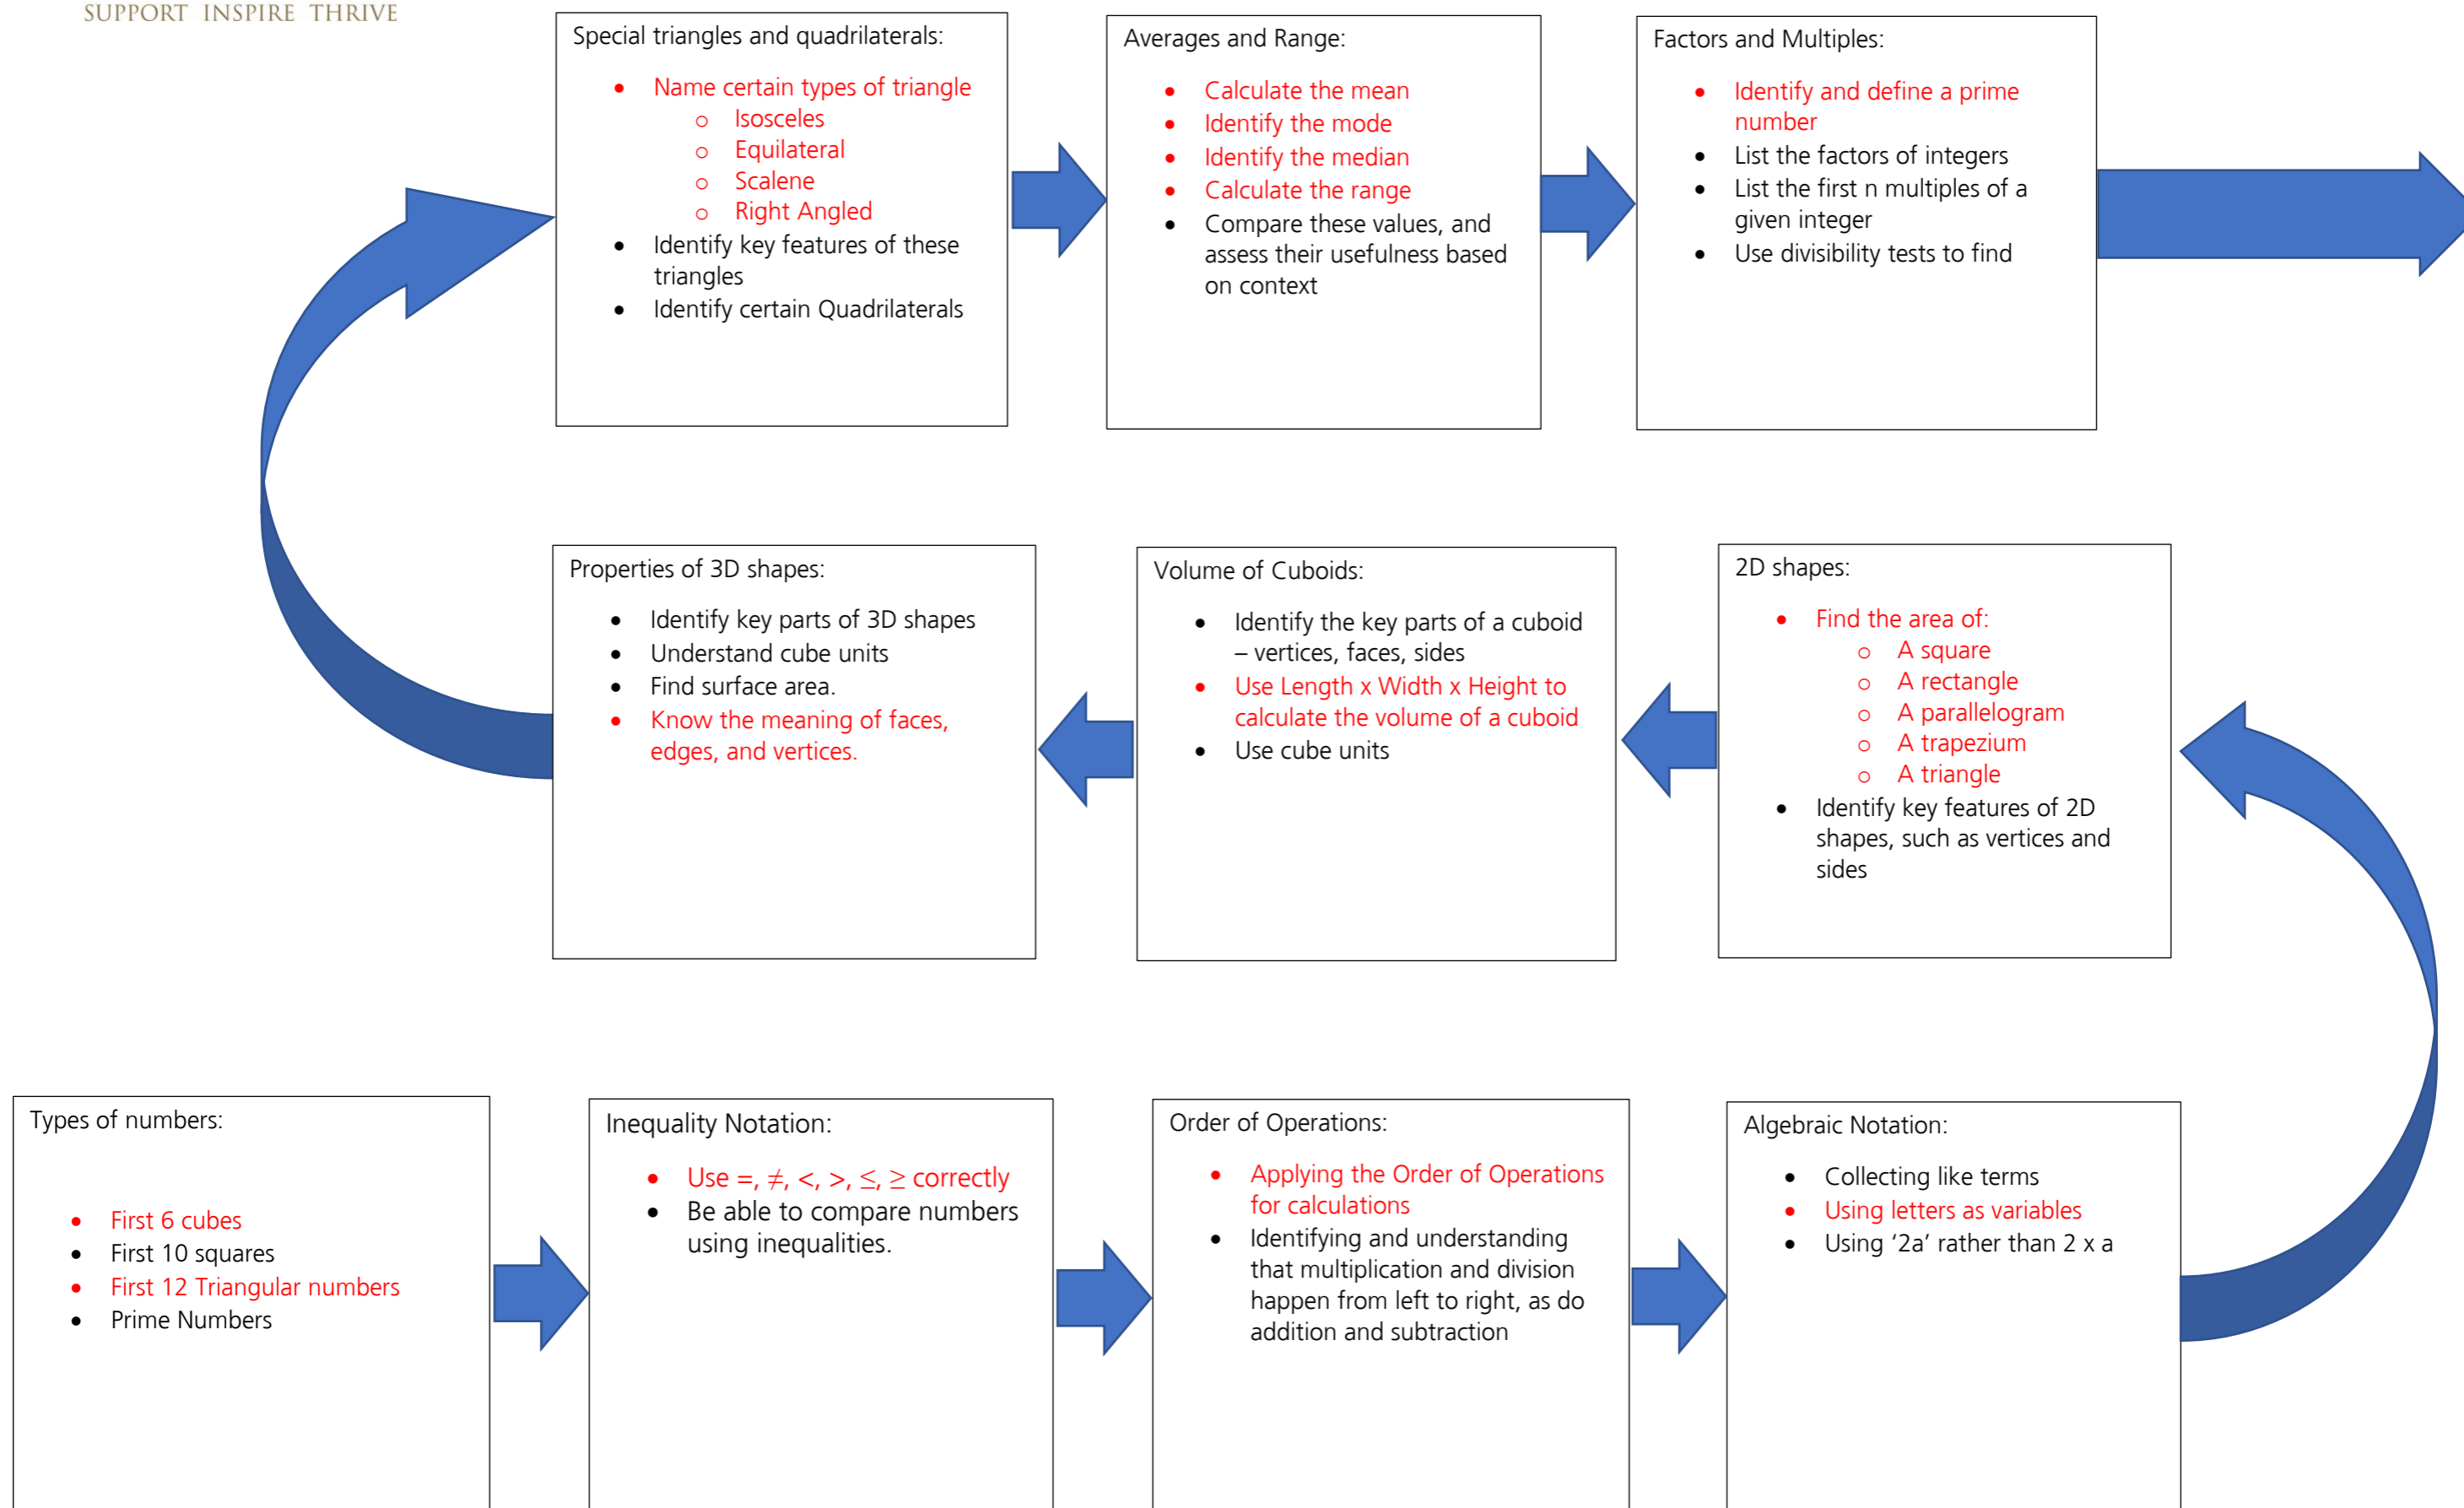 SUPPORT INSPIRE THRIVE
Special triangles and quadrilaterals:
• Name certain types of triangle
o Isosceles
o Equilateral
o Scalene
o Right Angled
• Identify key features of these
triangles
• Identify certain Quadrilaterals
Averages and Range:
• Calculate the mean
• Identify the mode
• Identify the median
• Calculate the range
• Compare these values, and
assess their usefulness based
on context
Factors and Multiples:
• Identify and define a prime
number
• List the factors of integers
• List the first n multiples of a
given integer
• Use divisibility tests to find
Properties of 3D shapes:
• Identify key parts of 3D shapes
• Understand cube units
• Find surface area.
• Know the meaning of faces,
edges, and vertices.
Volume of Cuboids:
• Identify the key parts of a cuboid
– vertices, faces, sides
• Use Length x Width x Height to
calculate the volume of a cuboid
• Use cube units
2D shapes:
• Find the area of:
o A square
o A rectangle
o A parallelogram
o A trapezium
o A triangle
• Identify key features of 2D
shapes, such as vertices and
sides
Types of numbers:
• First 6 cubes
• First 10 squares
• First 12 Triangular numbers
• Prime Numbers
Inequality Notation:
• Use =, ≠, <, >, ≤, ≥ correctly
• Be able to compare numbers
using inequalities.
Order of Operations:
• Applying the Order of Operations
for calculations
• Identifying and understanding
that multiplication and division
happen from left to right, as do
addition and subtraction
Algebraic Notation:
• Collecting like terms
• Using letters as variables
• Using ‘2a’ rather than 2 x a